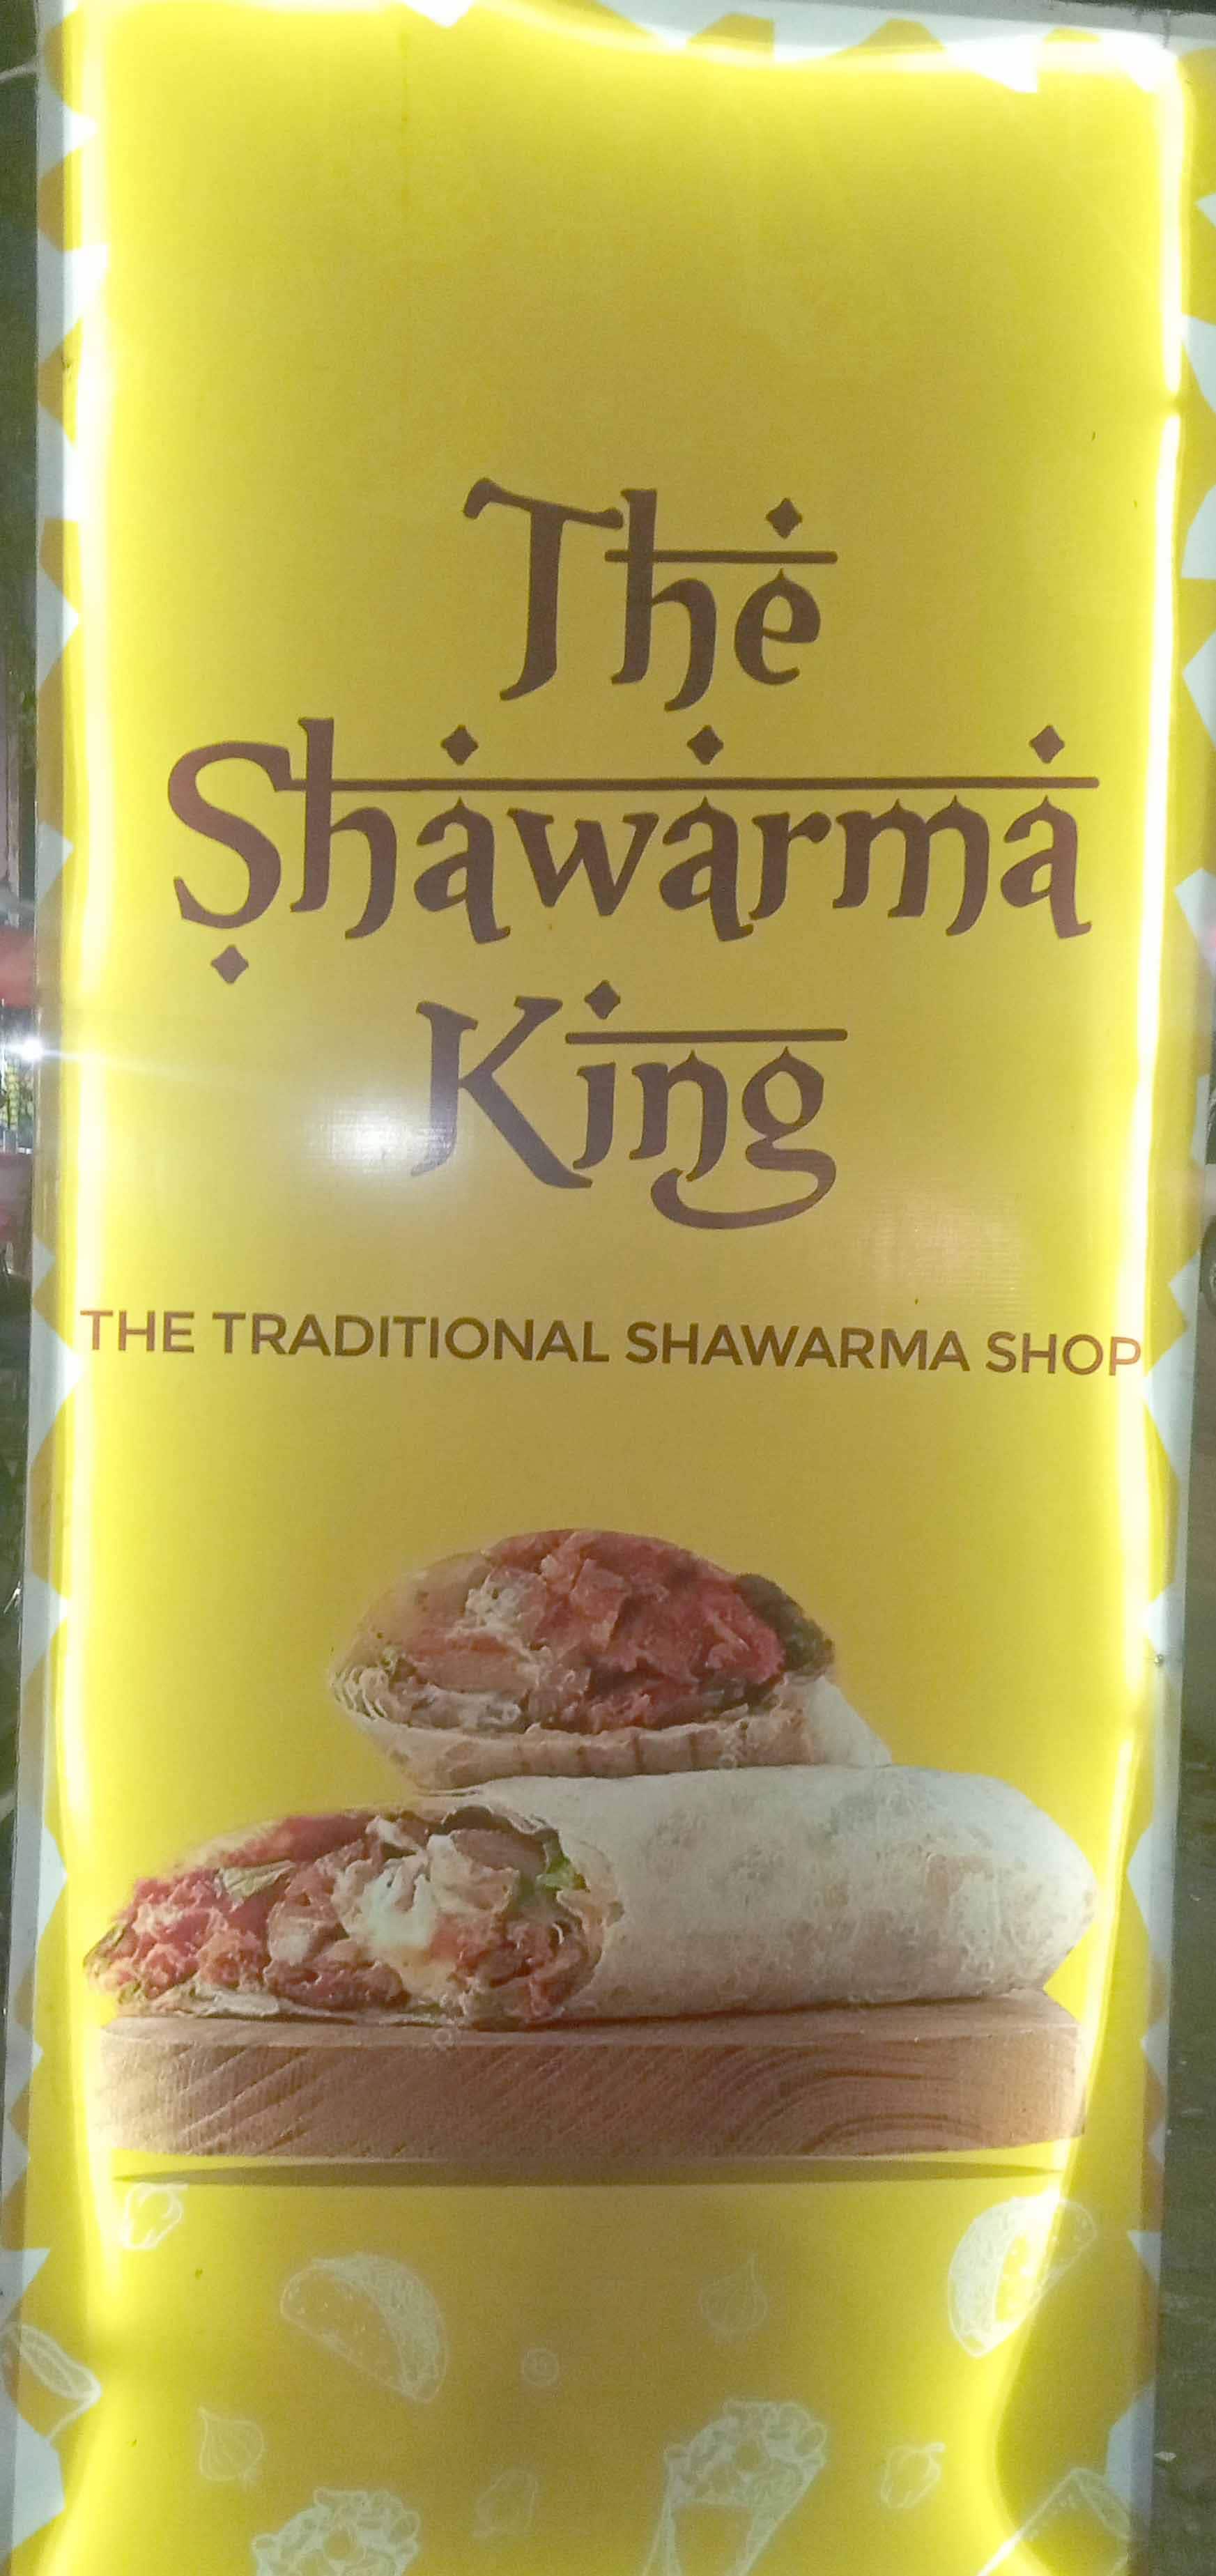 The
Shawarma
King
THE TRADITIONAL SHAWARMA SHOP